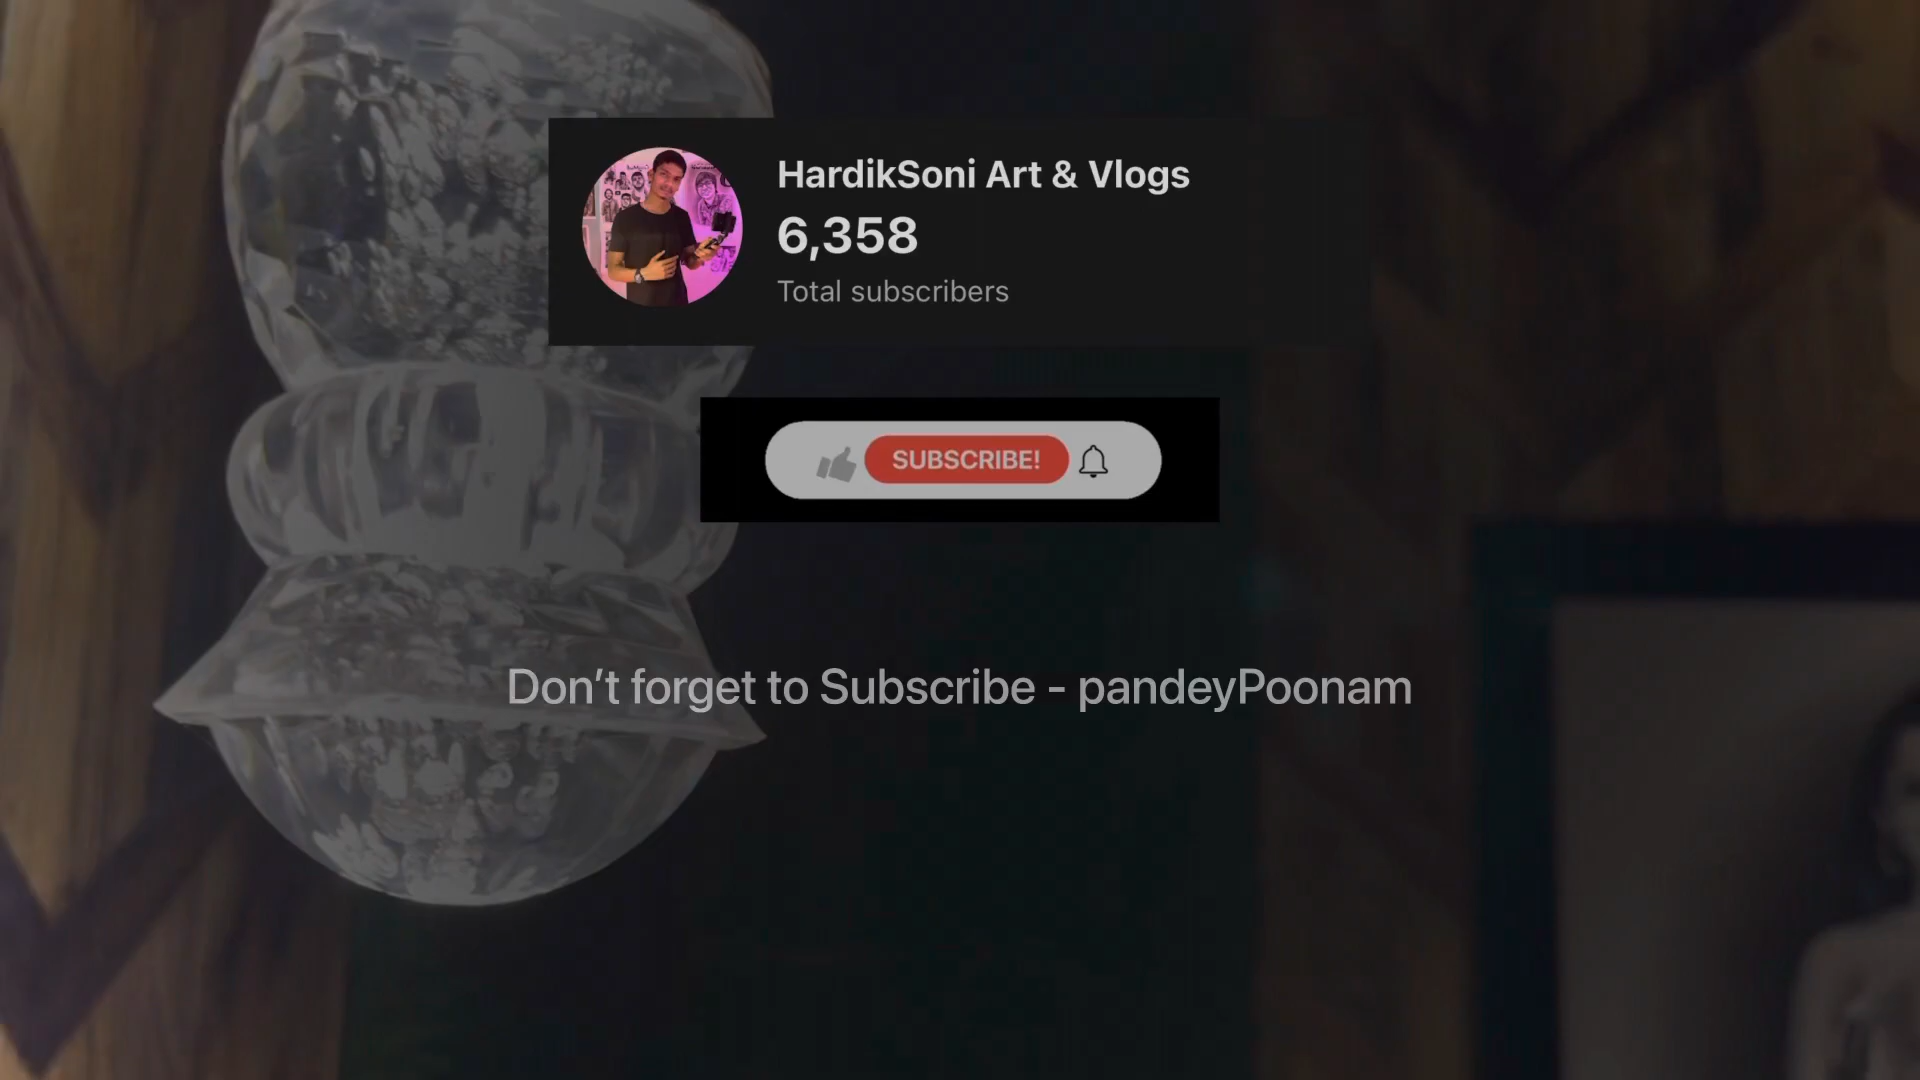 HardikSoni Art & Vlogs
6,358
Total subscribers
SUBSCRIBE!
Don’t forget to Subscribe - pandeyPoonam